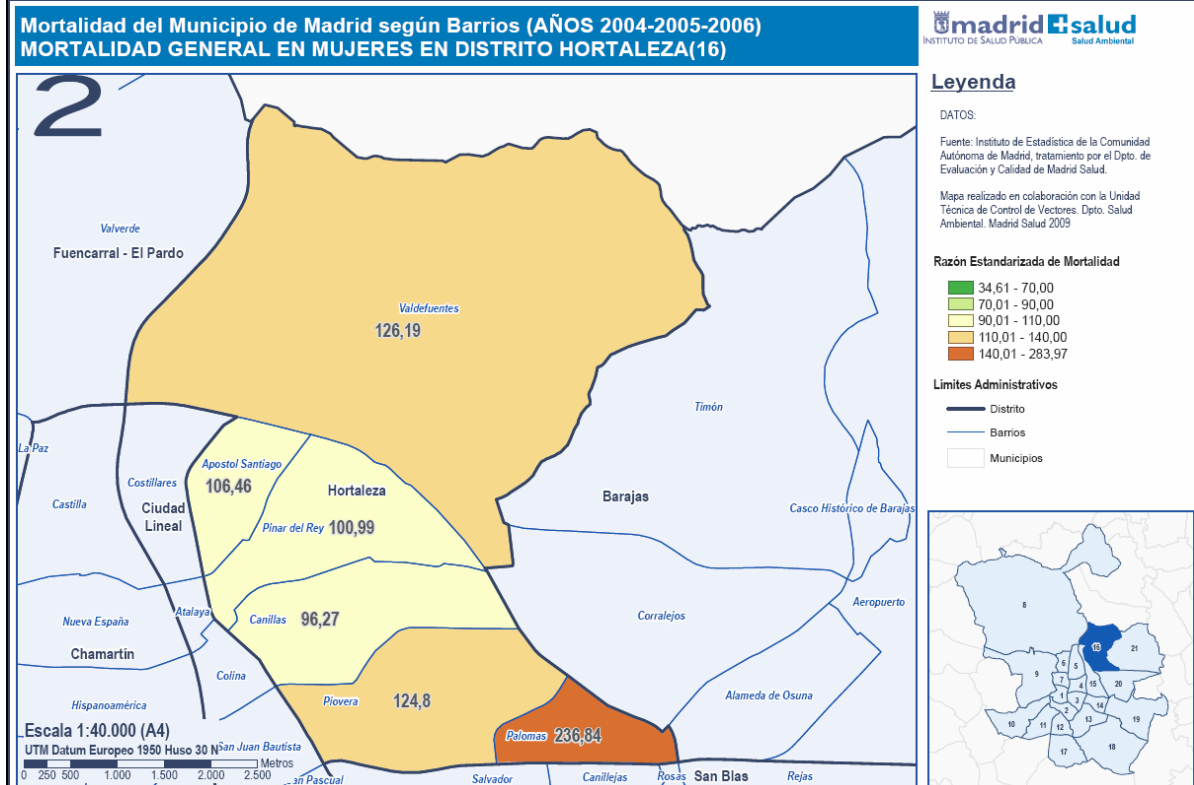 Mortalidad del Municipio de Madrid según Barrios (AÑOS 2004-2005-2006)
MORTALIDAD GENERAL EN MUJERES EN DISTRITO HORTALEZA(16)
madrid salud
INSTITUTO DE SALUD PÚBLICA
Salud Ambiental
2
Valverde
Fuencarral - El Pardo
Valdefuentes
126,19
Timón
La Paz
Castilla
Costillares
Ciudad
Lineal
Apostol Santiago
106,46
Hortaleza
Pinar del Rey 100,99
Barajas
Casco Histórico de Barajas
Nueva España
Chamartín
Atalaya
Canillas 96,27
Corralejos
Aeropuerto
Colina
Hispanoamérica
Piovera 124,8
Alameda de Osuna
Palomas 236,84
San Juan Bautista
San Pascual
Salvador
Canillejas
Rosas
San Blas
Rejas
Escala 1:40.000 (A4)
UTM Datum Europeo 1950 Huso 30 N
Metros
0 250 500 1.000 1.500 2.000 2.500
Leyenda
DATOS:
Fuente: Instituto de Estadística de la Comunidad
Autónoma de Madrid, tratamiento por el Dpto. de
Evaluación y Calidad de Madrid Salud.
Mapa realizado en colaboración con la Unidad
Técnica de Control de Vectores. Dpto. Salud
Ambiental. Madrid Salud 2009
Razón Estandarizada de Mortalidad
34,61 - 70,00
70,01 - 90,00
90,01 - 110,00
110,01 - 140,00
140,01 - 283,97
Limites Administrativos
Distrito
Barrios
Municipios
8
16
21
6
5
9
7
4
15
20
1
3
14
2
13
19
10
11
12
17
18